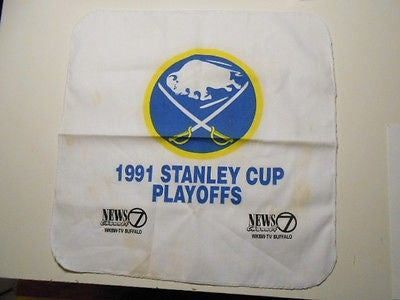 1991 STANLEY CUP
PLAYOFFS
NEWS 7
WKBW-TV BUFFALO
NEWS 7
WKBW-TV BUFFALO